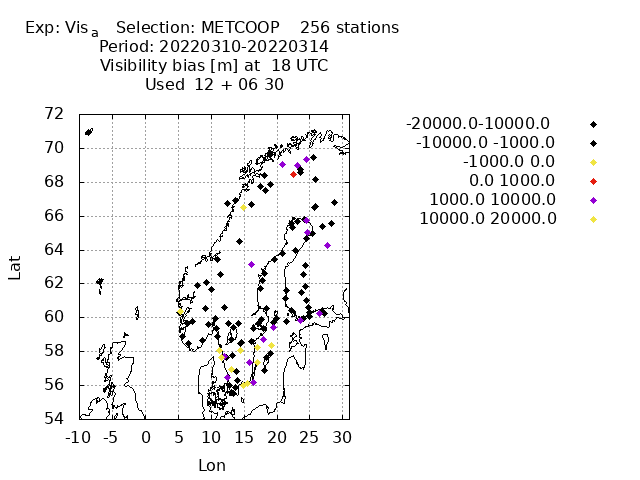 Exp: Vis a   Selection: METCOOP    256 stations
Period: 20220310-20220314
Visibility bias [m] at  18 UTC
Used  12 + 06 30
-20000.0-10000.0
-10000.0 -1000.0
-1000.0 0.0
0.0 1000.0
1000.0 10000.0
10000.0 20000.0
72
70
68
66
64
62
60
58
56
54
Lat
-10 -5 0 5 10 15 20 25 30
Lon